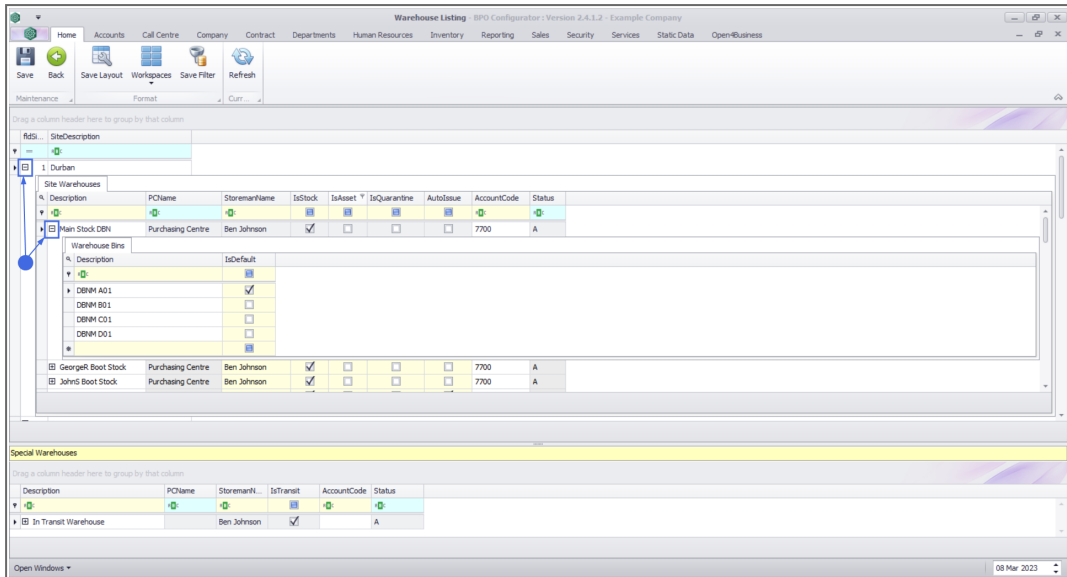 Warehouse Listing - BPO Configurator : Version 2.4.1.2 - Example Company
Home Accounts Call Centre Company Contract Departments Human Resources Inventory Reporting Sales Security Services Static Data Open4Business
Save Back Save Layout Workspaces Save Filter Refresh
Maintenance Format Curr ...
Drag a column header here to group by that column
fldSi... SiteDescription
1 Durban
Site Warehouses
Description PCName StoremanName IsStock IsAsset IsQuarantine AutoIssue AccountCode Status
Main Stock DBN Purchasing Centre Ben Johnson 7700 A
Warehouse Bins
Description IsDefault
DBNM A01
DBNM B01
DBNM C01
DBNM D01
GeorgeR Boot Stock Purchasing Centre Ben Johnson 7700 A
JohnS Boot Stock Purchasing Centre Ben Johnson 7700 A
Special Warehouses
Drag a column header here to group by that column
Description PCName StoremanN... IsTransit AccountCode Status
In Transit Warehouse Ben Johnson A
Open Windows 08 Mar 2023